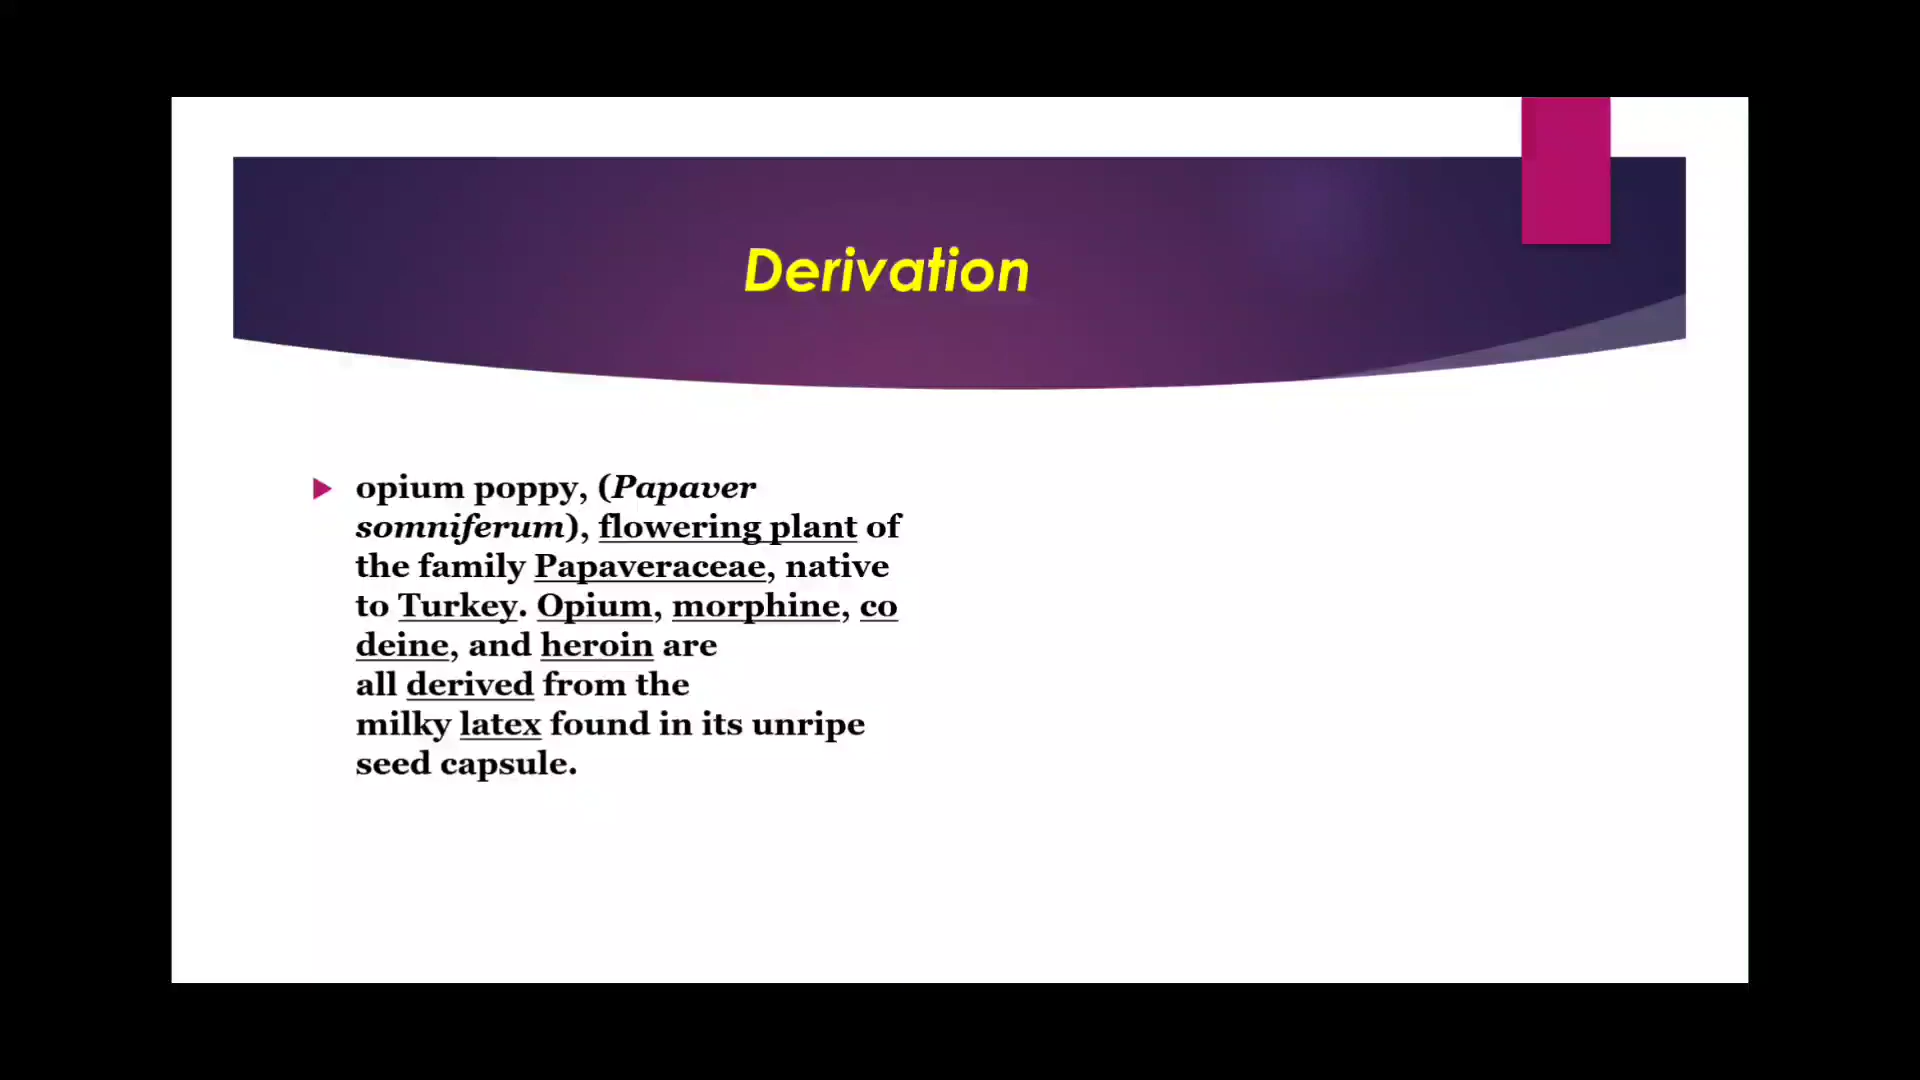 Derivation
opium poppy, (Papaver
somniferum), flowering plant of
the family Papaveraceae, native
to Turkey. Opium, morphine, co
deine, and heroin are
all derived from the
milky latex found in its unripe
seed capsule.